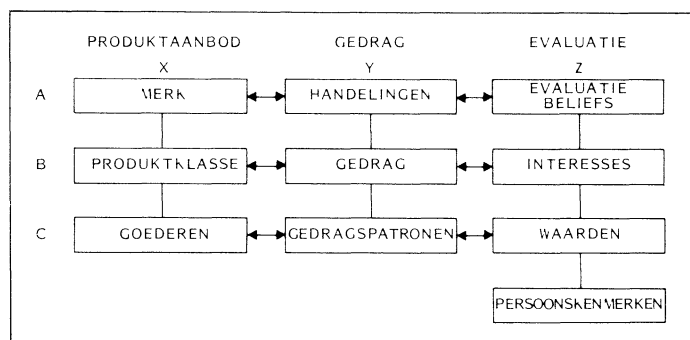 PRODUKTAANBOD GEDRAG EVALUATIE
X Y Z
A MERK HANDELINGEN EVALUATIE
BELIEFS
B PRODUKTKLASSE GEDRAG INTERESSES
C GOEDEREN GEDRAGSPATRONEN WAARDEN
PERSOONSKENMERKEN